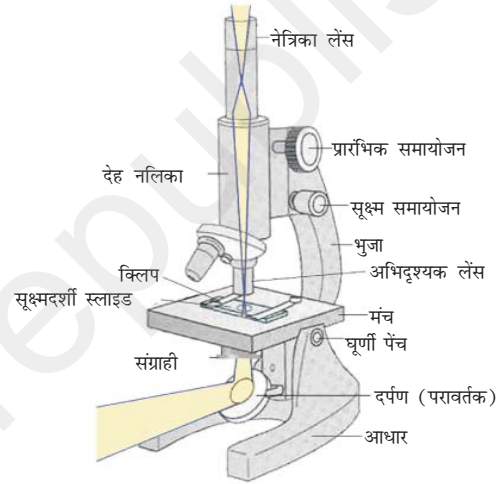 नेत्रिका लेंस
प्रारंभिक समायोजन
देह नलिका
सूक्ष्म समायोजन
भुजा
अभिदृश्यक लेंस
क्लिप
सूक्ष्मदर्शी स्लाइड
मंच
घूर्णी पेंच
संग्राही
दर्पण (परावर्तक)
आधार